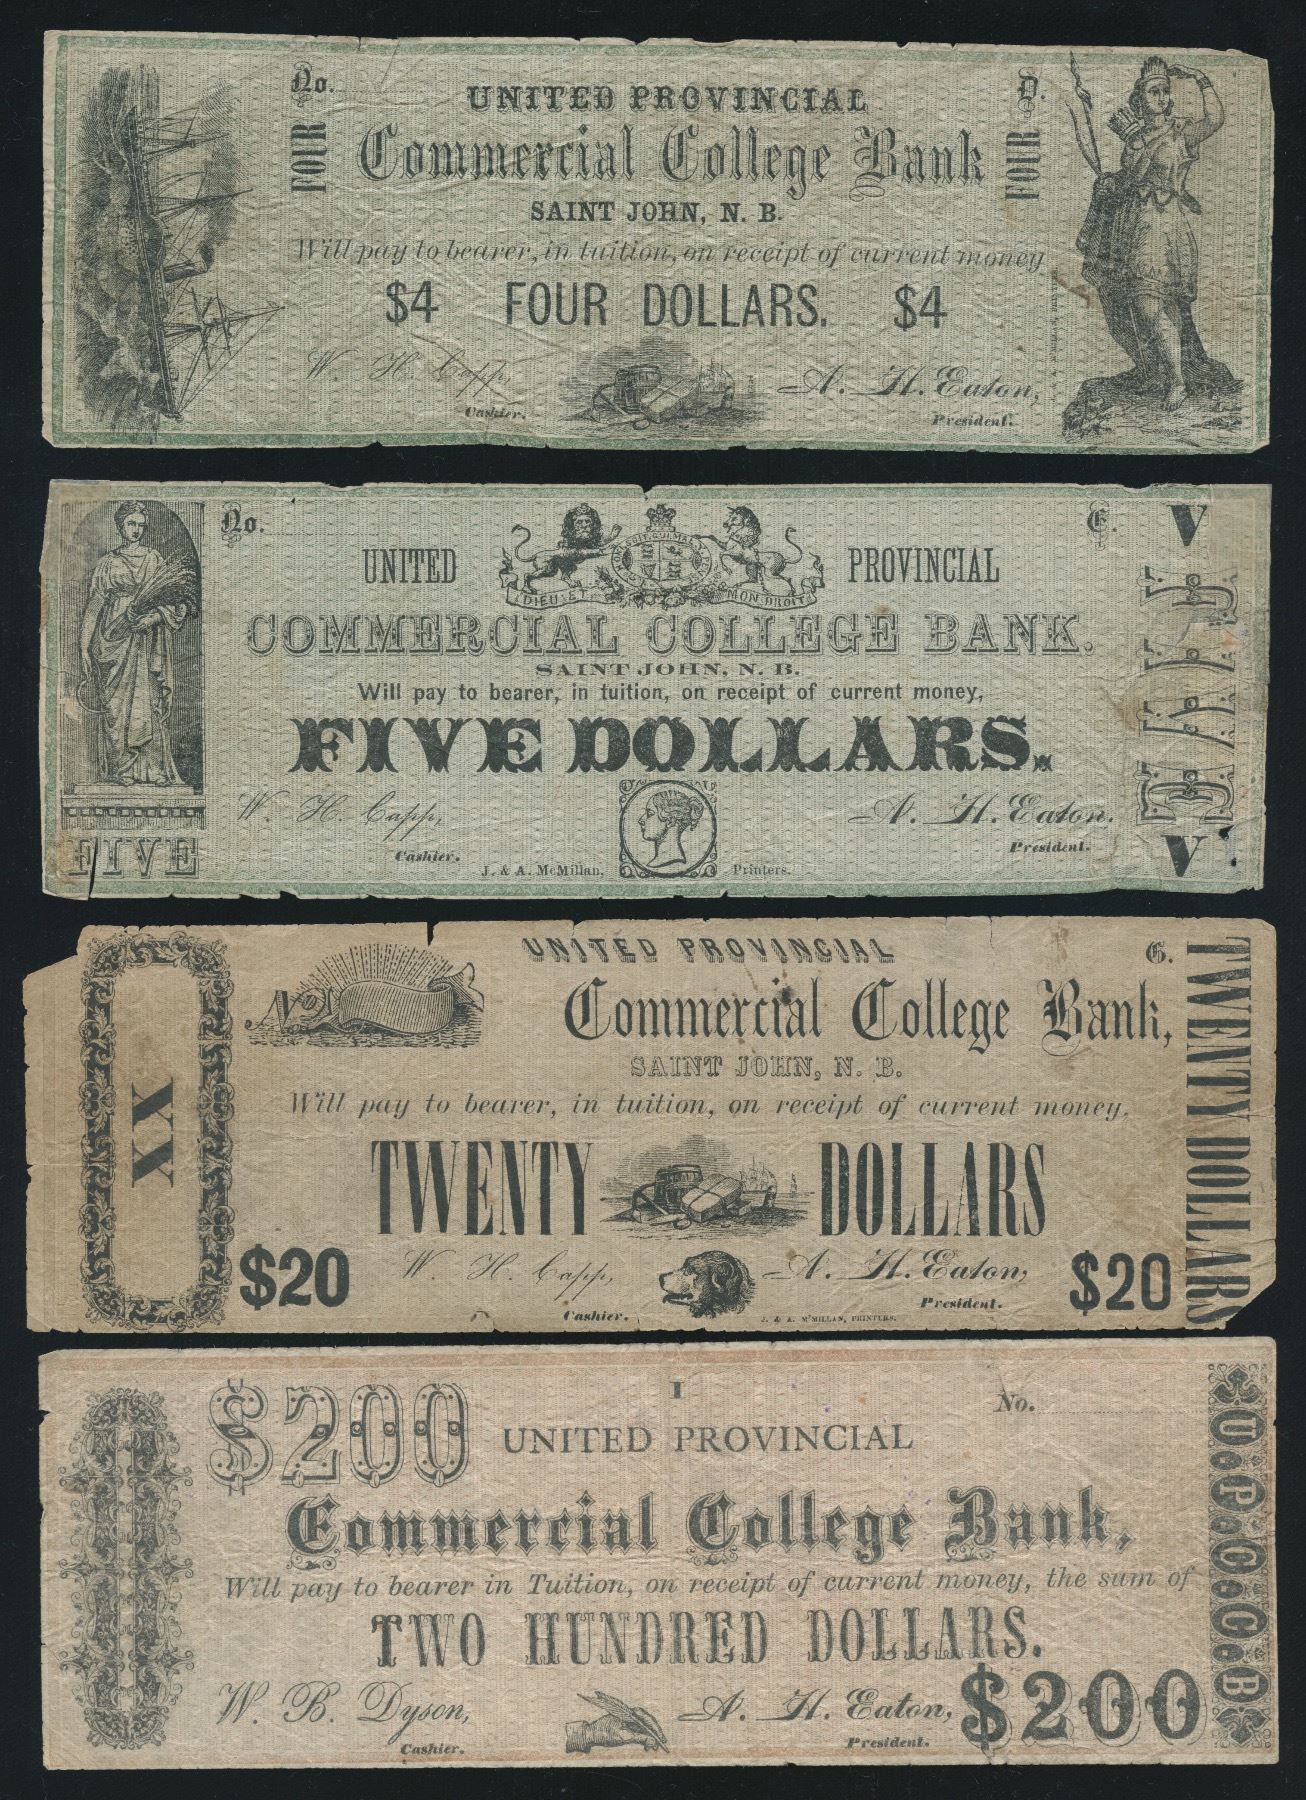 No. D.
FOUR FOUR
UNITED PROVINCIAL
Commercial College Bank
SAINT JOHN, N. B.
Will pay to bearer, in tuition, on receipt of current money
$4 FOUR DOLLARS. $4
W. H. Capp, A. H. Eaton,
Cashier. President.
No. E. V
UNITED PROVINCIAL
DIEU ET MON DROIT
COMMERCIAL COLLEGE BANK.
SAINT JOHN, N. B.
Will pay to bearer, in tuition, on receipt of current money,
FIVE DOLLARS.
FIVE
W. H. Capp, A. H. Eaton.
Cashier. President.
FIVE J. & A. McMillan, Printers. V
UNITED PROVINCIAL G.
No
Commercial College Bank,
SAINT JOHN, N. B.
Will pay to bearer, in tuition, on receipt of current money,
XX
TWENTY DOLLARS
TWENTY DOLLARS
$20 W. H. Capp, A. H. Eaton, $20
Cashier. President.
J. & A. McMILLAN, PRINTERS.
$200 I No.
UNITED PROVINCIAL
Commercial College Bank,
Will pay to bearer in Tuition, on receipt of current money, the sum of
TWO HUNDRED DOLLARS.
W. B. Dyson, A. H. Eaton, $200
Cashier. President.
U.P.C.C.B